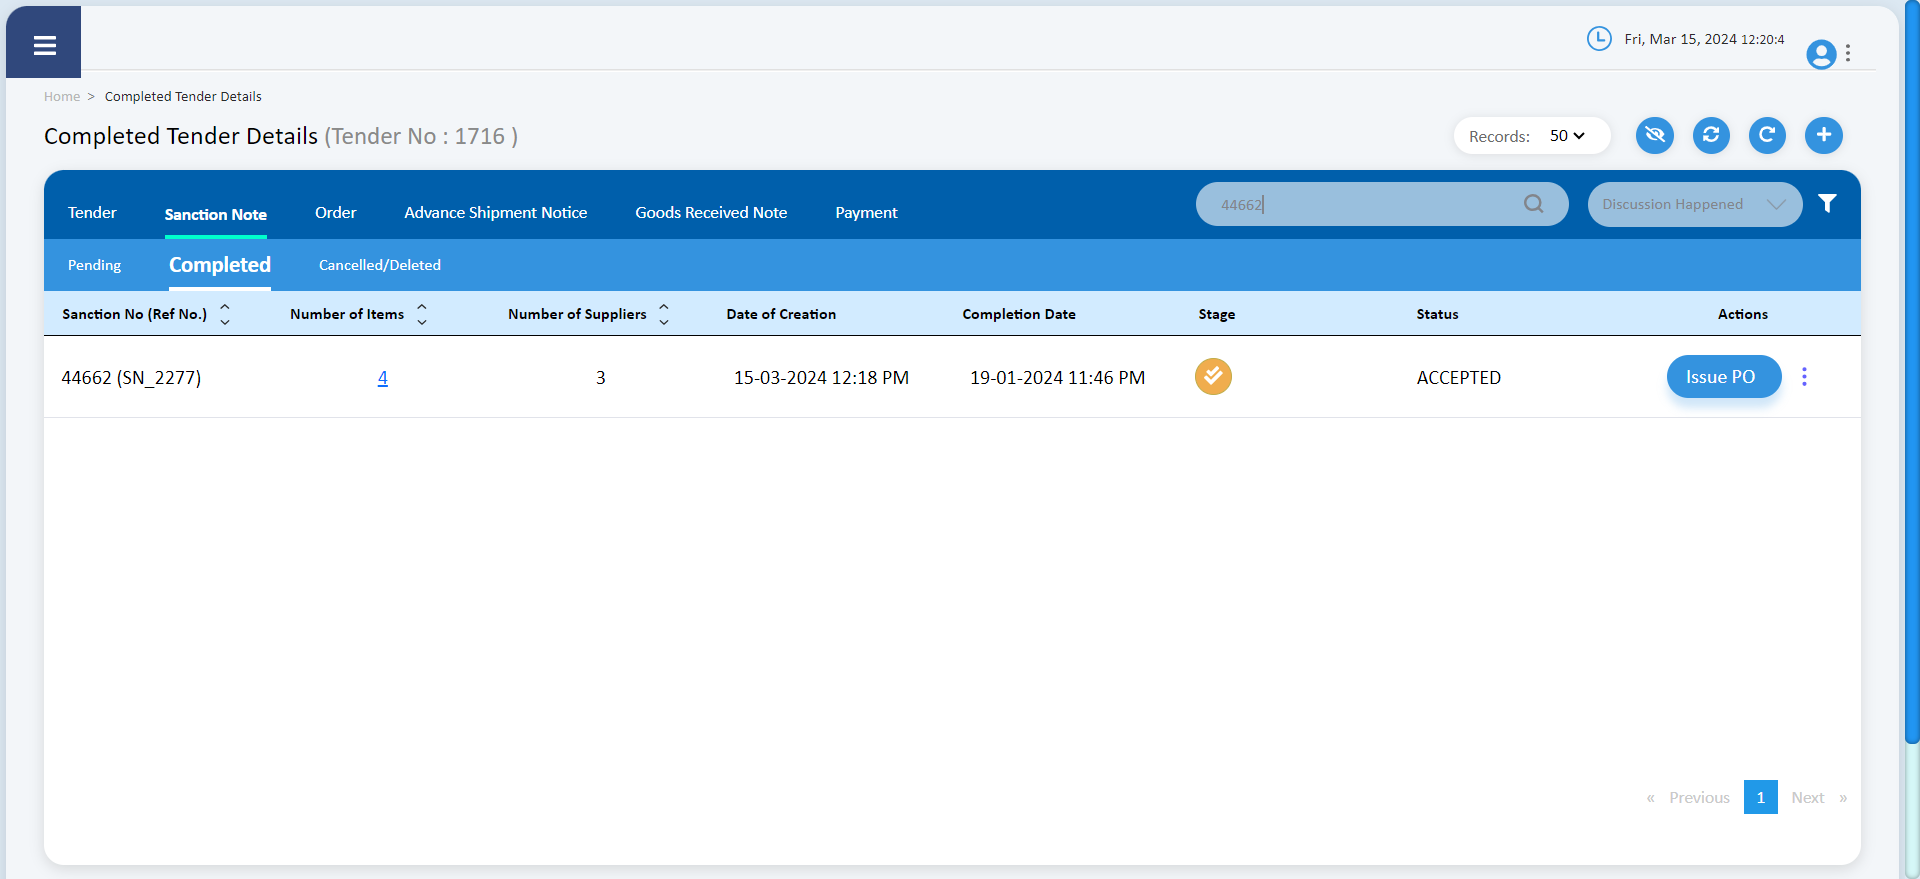 Fri, Mar 15, 2024 12:20:4
Home > Completed Tender Details
Completed Tender Details (Tender No : 1716 )
Records: 50
Tender Sanction Note Order Advance Shipment Notice Goods Received Note Payment 44662 Discussion Happened
Pending Completed Cancelled/Deleted
Sanction No (Ref No.) Number of Items Number of Suppliers Date of Creation Completion Date Stage Status Actions
44662 (SN_2277) 4 3 15-03-2024 12:18 PM 19-01-2024 11:46 PM ACCEPTED Issue PO
« Previous 1 Next »